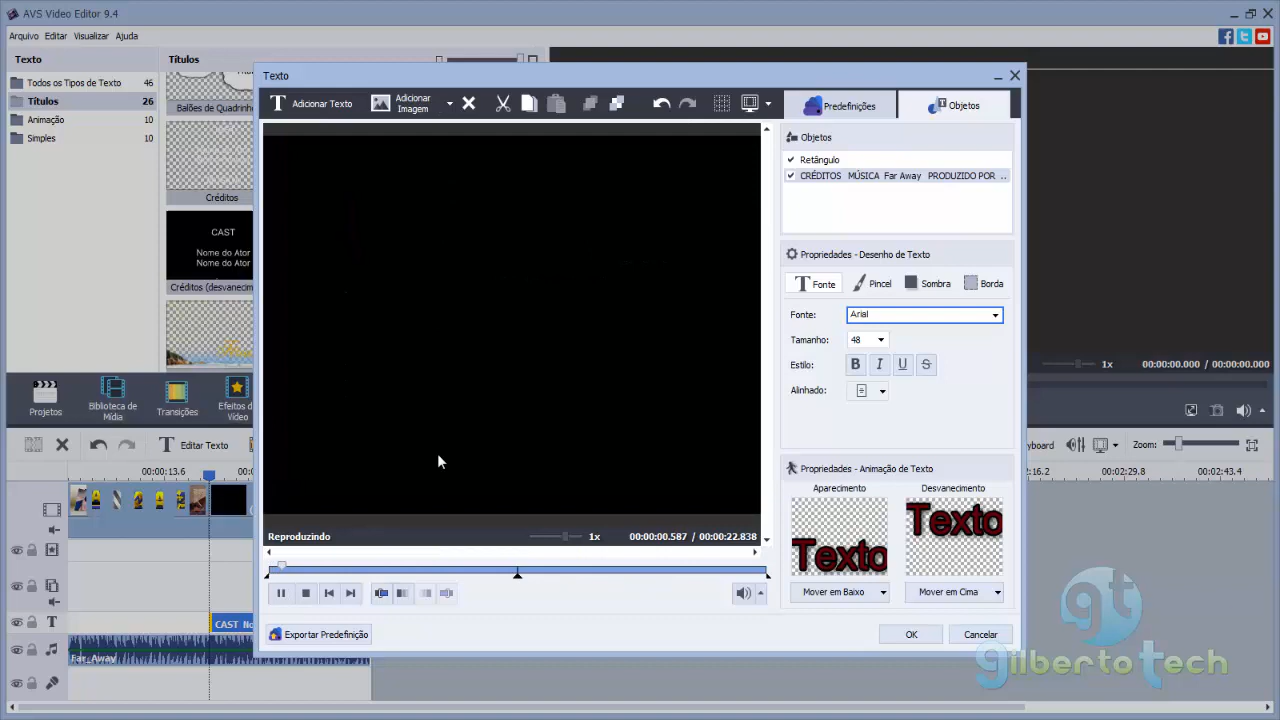 AVS Video Editor 9.4
Arquivo Editar Visualizar Ajuda
Texto
Títulos
Todos os Tipos de Texto 46
Títulos 26
Animação 10
Simples 10
Balões de Quadrinh
Créditos
CAST
Nome do Ator
Nome do Ator
Créditos (desvanecim
Projetos
Biblioteca de Mídia
Transições
Efeitos d
Vídeo
Editar Texto
00:00:13.6
00:0
CAST No
Far_Away
Texto
Adicionar Texto
Adicionar Imagem
Predefinições
Objetos
Objetos
Retângulo
CRÉDITOS MÚSICA Far Away PRODUZIDO POR ..
Propriedades - Desenho de Texto
Fonte
Pincel
Sombra
Borda
Fonte: Arial
Tamanho: 48
Estilo: B I U S
Alinhado:
Propriedades - Animação de Texto
Aparecimento
Desvanecimento
Texto
Texto
Mover em Baixo
Mover em Cima
Reproduzindo
1x
00:00:00.587 / 00:00:22.838
Exportar Predefinição
OK
Cancelar
1x
00:00:00.000 / 00:00:00.000
yboard
Zoom:
:16.2
00:02:29.8
00:02:43.4
gt
gilberto tech